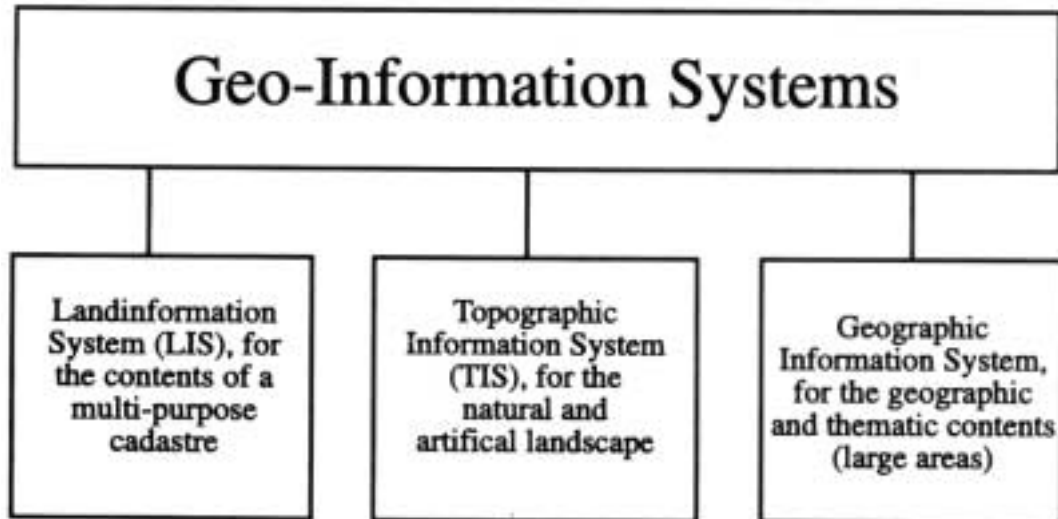 Geo-Information Systems
Landinformation
System (LIS), for
the contents of a
multi-purpose
cadastre
Topographic
Information System
(TIS), for the
natural and
artifical landscape
Geographic
Information System,
for the geographic
and thematic contents
(large areas)